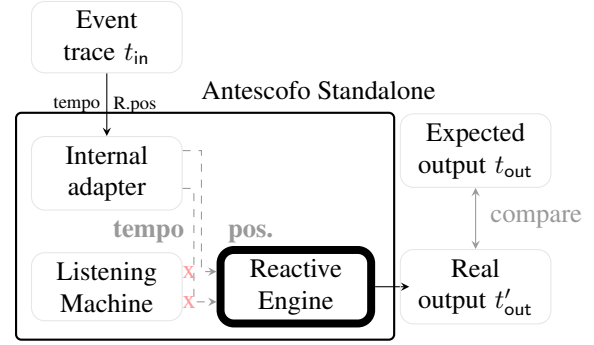 Event
trace t_in
tempo R.pos
Antescofo Standalone
Internal
adapter
Expected
output t_out
tempo pos.
compare
Listening
Machine
x
x
Reactive
Engine
Real
output t'_out